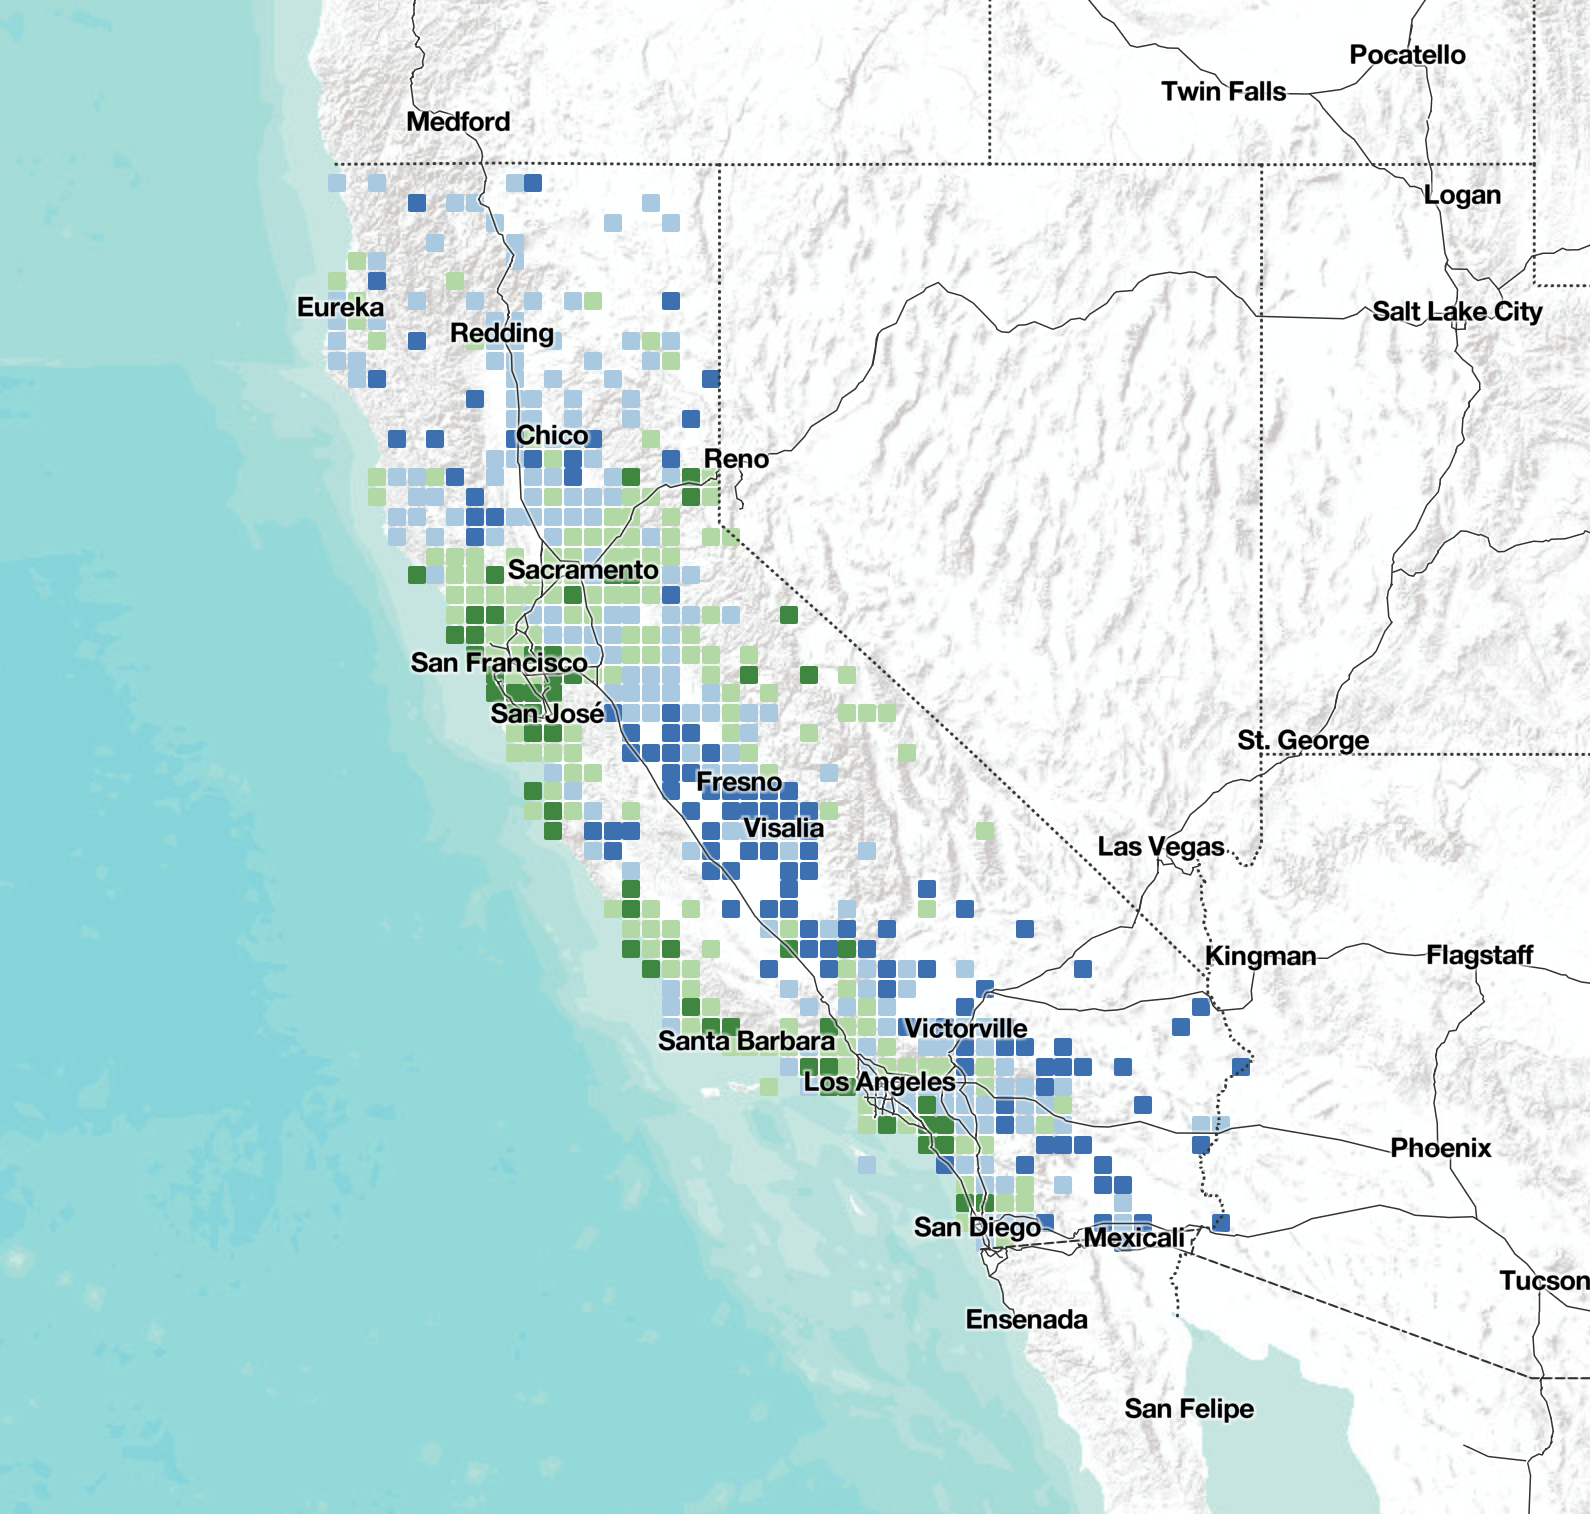 Pocatello
Twin Falls
Medford
Logan
Eureka
Salt Lake City
Redding
Chico
Reno
Sacramento
San Francisco
San José
St. George
Fresno
Visalia
Las Vegas
Kingman
Flagstaff
Victorville
Santa Barbara
Los Angeles
Phoenix
San Diego
Mexicali
Tucson
Ensenada
San Felipe